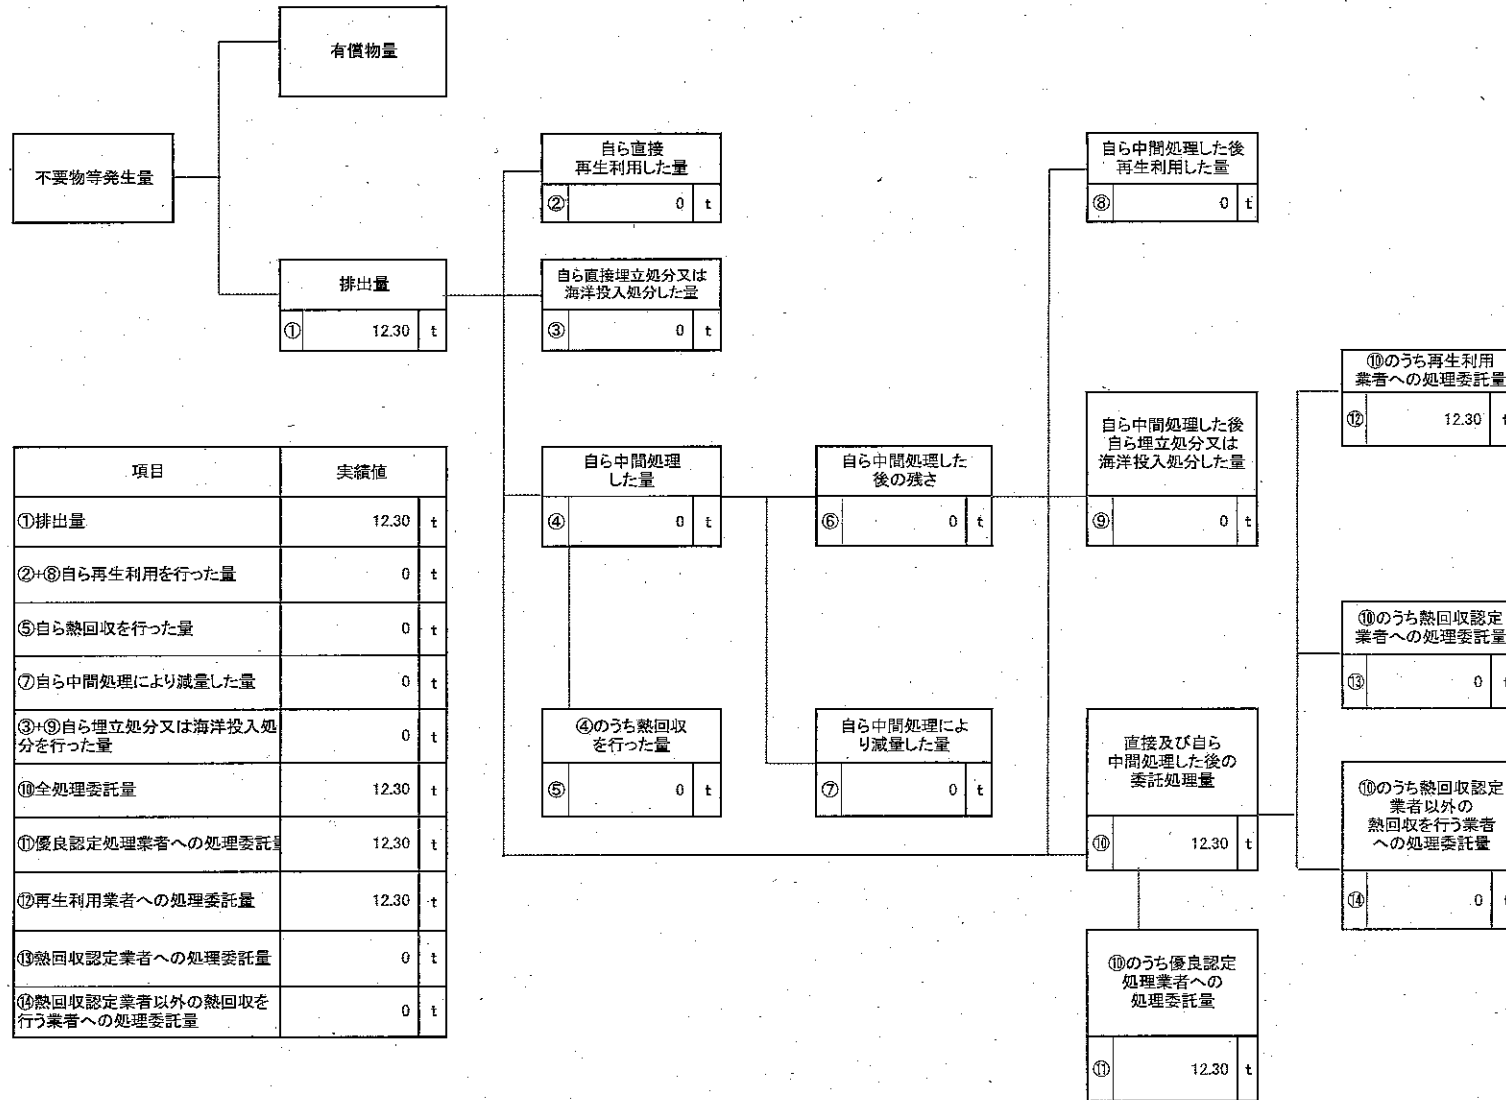 有償物量
不要物等発生量
排出量
① 12.30 t
自ら直接
再生利用した量
② 0 t
自ら直接埋立処分又は
海洋投入処分した量
③ 0 t
自ら中間処理
した量
④ 0 t
④のうち熱回収
を行った量
⑤ 0 t
自ら中間処理した
後の残さ
⑥ 0 t
自ら中間処理によ
り減量した量
⑦ 0 t
自ら中間処理した後
再生利用した量
⑧ 0 t
自ら中間処理した後
自ら埋立処分又は
海洋投入処分した量
⑨ 0 t
直接及び自ら
中間処理した後の
委託処理量
⑩ 12.30 t
⑩のうち優良認定
処理業者への
処理委託量
⑪ 12.30 t
⑩のうち再生利用
業者への処理委託量
⑫ 12.30 t
⑩のうち熱回収認定
業者への処理委託量
⑬ 0 t
⑩のうち熱回収認定
業者以外の
熱回収を行う業者
への処理委託量
⑭ 0 t
項目 実績値
①排出量 12.30 t
②+⑧自ら再生利用を行った量 0 t
⑤自ら熱回収を行った量 0 t
⑦自ら中間処理により減量した量 0 t
③+⑨自ら埋立処分又は海洋投入処
分を行った量 0 t
⑩全処理委託量 12.30 t
⑪優良認定処理業者への処理委託量 12.30 t
⑫再生利用業者への処理委託量 12.30 t
⑬熱回収認定業者への処理委託量 0 t
⑭熱回収認定業者以外の熱回収を
行う業者への処理委託量 0 t